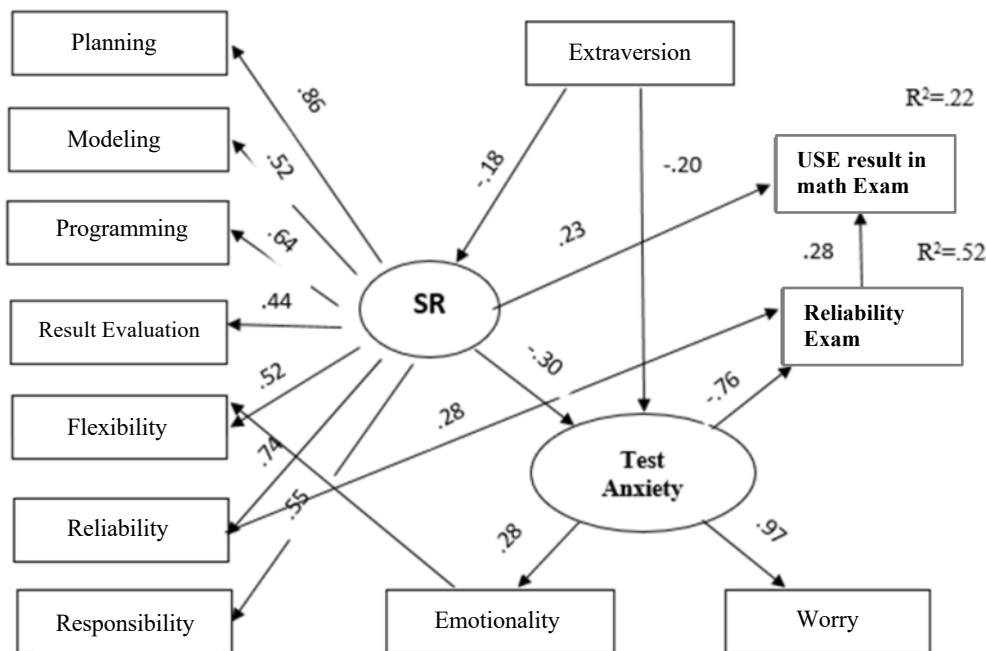 Planning
Extraversion
.86
R²=.22
Modeling
.52
-.18
-.20
USE result in
math Exam
Programming
.64
.23
.28
R²=.52
SR
.44
Result Evaluation
Reliability
Exam
.52
-.30
-.76
Flexibility
.28
.74
Test
Anxiety
.55
Reliability
.28
.97
Responsibility
Emotionality
Worry